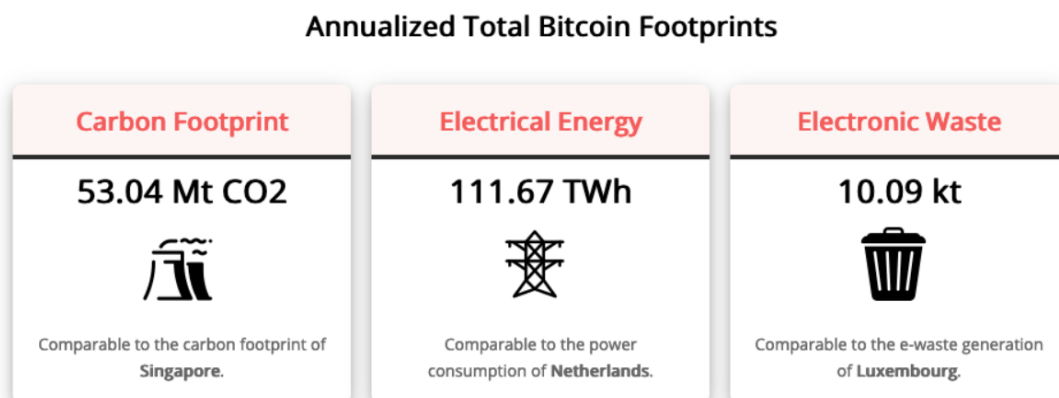 Annualized Total Bitcoin Footprints
Carbon Footprint
53.04 Mt CO2
Comparable to the carbon footprint of
Singapore.
Electrical Energy
111.67 TWh
Comparable to the power
consumption of Netherlands.
Electronic Waste
10.09 kt
Comparable to the e-waste generation
of Luxembourg.